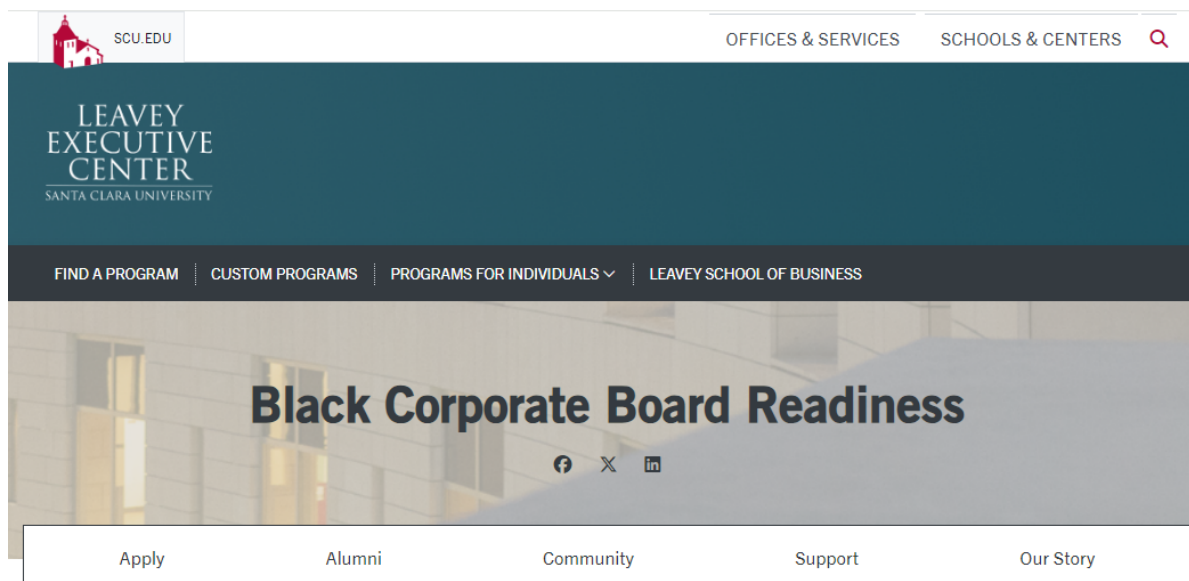 SCU.EDU
OFFICES & SERVICES
SCHOOLS & CENTERS
LEAVEY
EXECUTIVE
CENTER
SANTA CLARA UNIVERSITY
FIND A PROGRAM
CUSTOM PROGRAMS
PROGRAMS FOR INDIVIDUALS
LEAVEY SCHOOL OF BUSINESS
Black Corporate Board Readiness
Apply
Alumni
Community
Support
Our Story